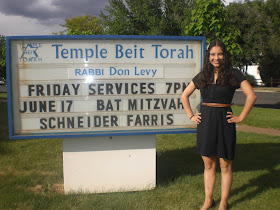 Temple Beit Torah
RABBI Don Levy
FRIDAY SERVICES 7PM
JUNE 17 BAT MITZVAH
SCHNEIDER FARRIS